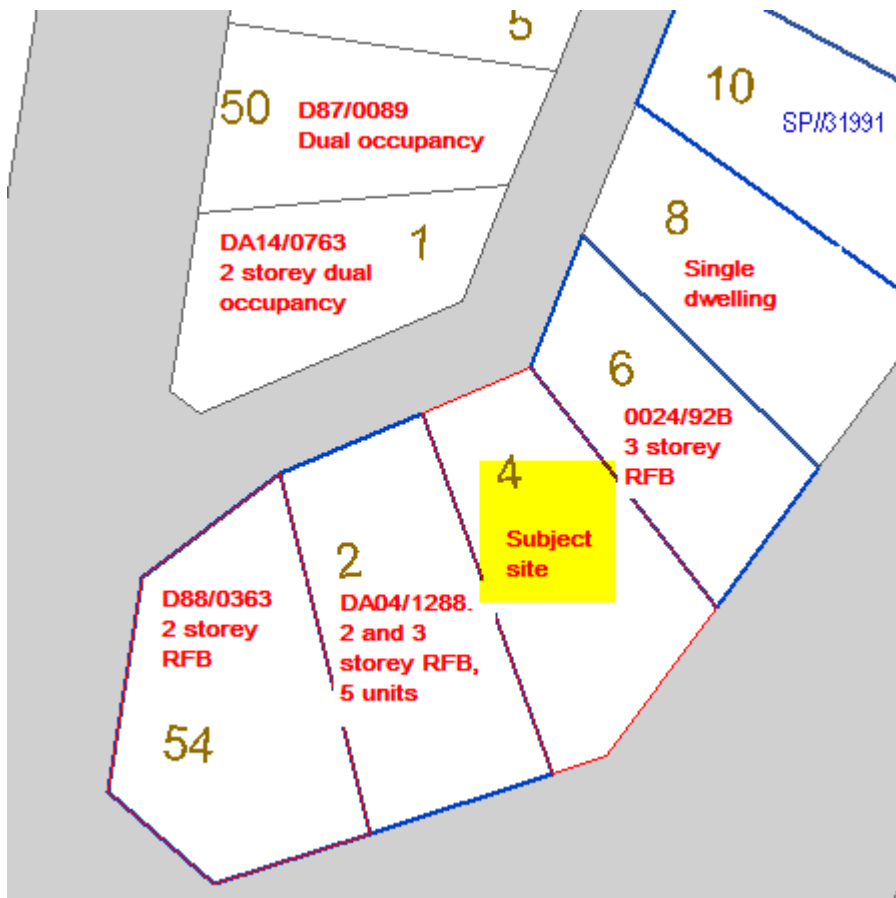 5
50
D87/0089
Dual occupancy
10
SP//31991
DA14/0763
2 storey dual
occupancy
1
8
Single
dwelling
6
0024/92B
3 storey
RFB
4
Subject
site
2
DA04/1288.
2 and 3
storey RFB,
5 units
D88/0363
2 storey
RFB
54